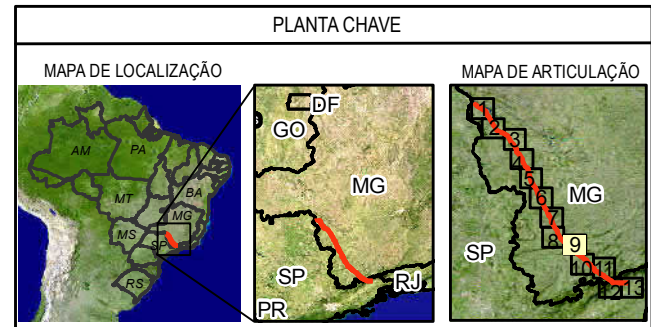 PLANTA CHAVE
MAPA DE LOCALIZAÇÃO
AM
PA
MT
BA
MG
MS
SP
RS
DF
GO
MG
SP
RJ
PR
MAPA DE ARTICULAÇÃO
1
2
3
4
5
MG
6
7
SP
8
9
10
11
12
13